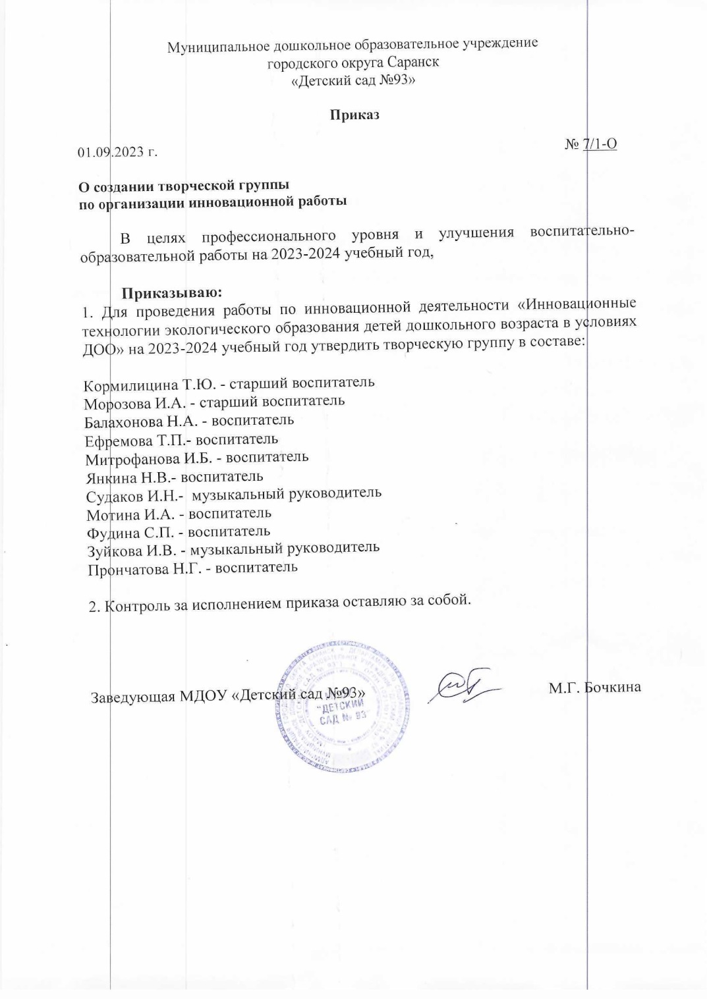 Муниципальное дошкольное образовательное учреждение
городского округа Саранск
«Детский сад №93»
Приказ
01.09.2023 г.
№ 7/1-О
О создании творческой группы
по организации инновационной работы
В целях профессионального уровня и улучшения воспитательно-
образовательной работы на 2023-2024 учебный год,
Приказываю:
1. Для проведения работы по инновационной деятельности «Инновационные
технологии экологического образования детей дошкольного возраста в условиях
ДОО» на 2023-2024 учебный год утвердить творческую группу в составе:
Кормилицина Т.Ю. - старший воспитатель
Морозова И.А. - старший воспитатель
Балахонова Н.А. - воспитатель
Ефремова Т.П.- воспитатель
Митрофанова И.Б. - воспитатель
Янкина Н.В.- воспитатель
Судаков И.Н.-  музыкальный руководитель
Мотина И.А. - воспитатель
Фудина С.П. - воспитатель
Зуйкова И.В. - музыкальный руководитель
Прончатова Н.Г. - воспитатель
2. Контроль за исполнением приказа оставляю за собой.
Заведующая МДОУ «Детский сад №93»
М.Г. Бочкина
"ДЕТСКИЙ
САД № 93"